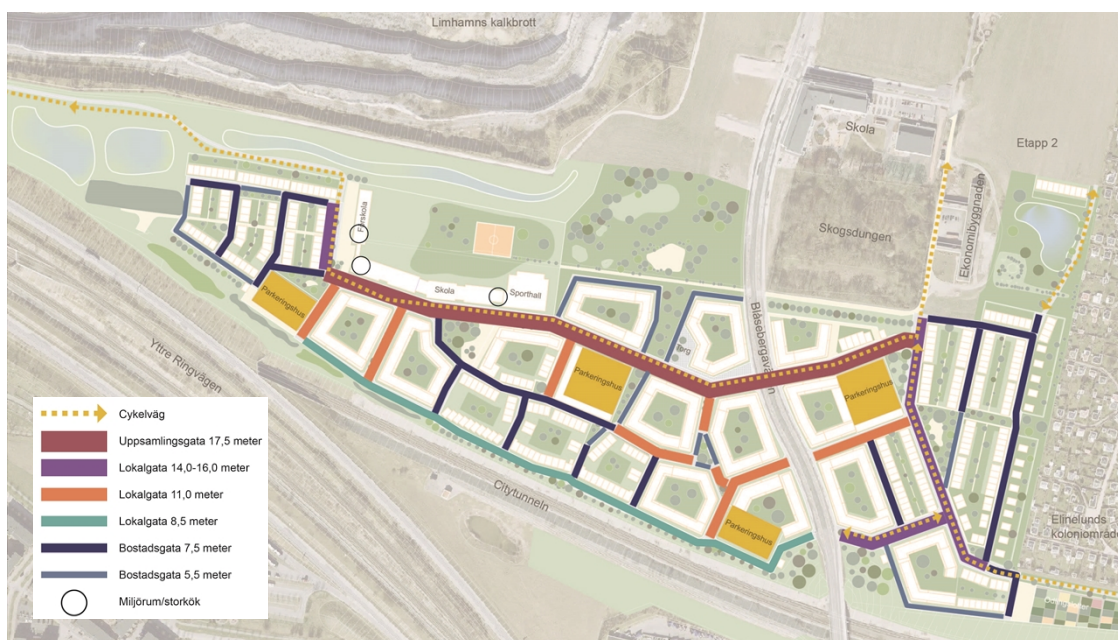 Limhamns kalkbrott
Skola
Etapp 2
Skogsdungen
Ekonomibyggnaden
Förskola
Skola
Sporthall
Blåsebergavägen
Torg
Parkeringshus
Parkeringshus
Parkeringshus
Parkeringshus
Yttre Ringvägen
Citytunneln
Elinelunds
koloniområde
Cykelväg
Uppsamlingsgata 17,5 meter
Lokalgata 14,0-16,0 meter
Lokalgata 11,0 meter
Lokalgata 8,5 meter
Bostadsgata 7,5 meter
Bostadsgata 5,5 meter
Miljörum/storkök